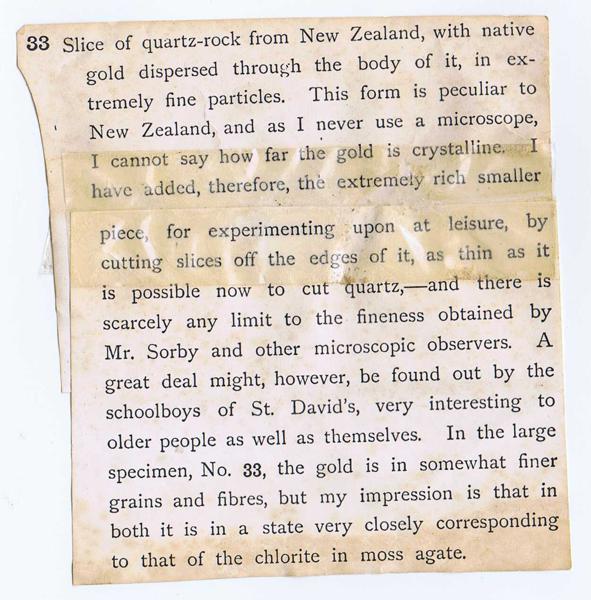 33 Slice of quartz-rock from New Zealand, with native
gold dispersed through the body of it, in ex-
tremely fine particles. This form is peculiar to
New Zealand, and as I never use a microscope,
I cannot say how far the gold is crystalline. I
have added, therefore, the extremely rich smaller
piece, for experimenting upon at leisure, by
cutting slices off the edges of it, as thin as it
is possible now to cut quartz,—and there is
scarcely any limit to the fineness obtained by
Mr. Sorby and other microscopic observers. A
great deal might, however, be found out by the
schoolboys of St. David's, very interesting to
older people as well as themselves. In the large
specimen, No. 33, the gold is in somewhat finer
grains and fibres, but my impression is that in
both it is in a state very closely corresponding
to that of the chlorite in moss agate.